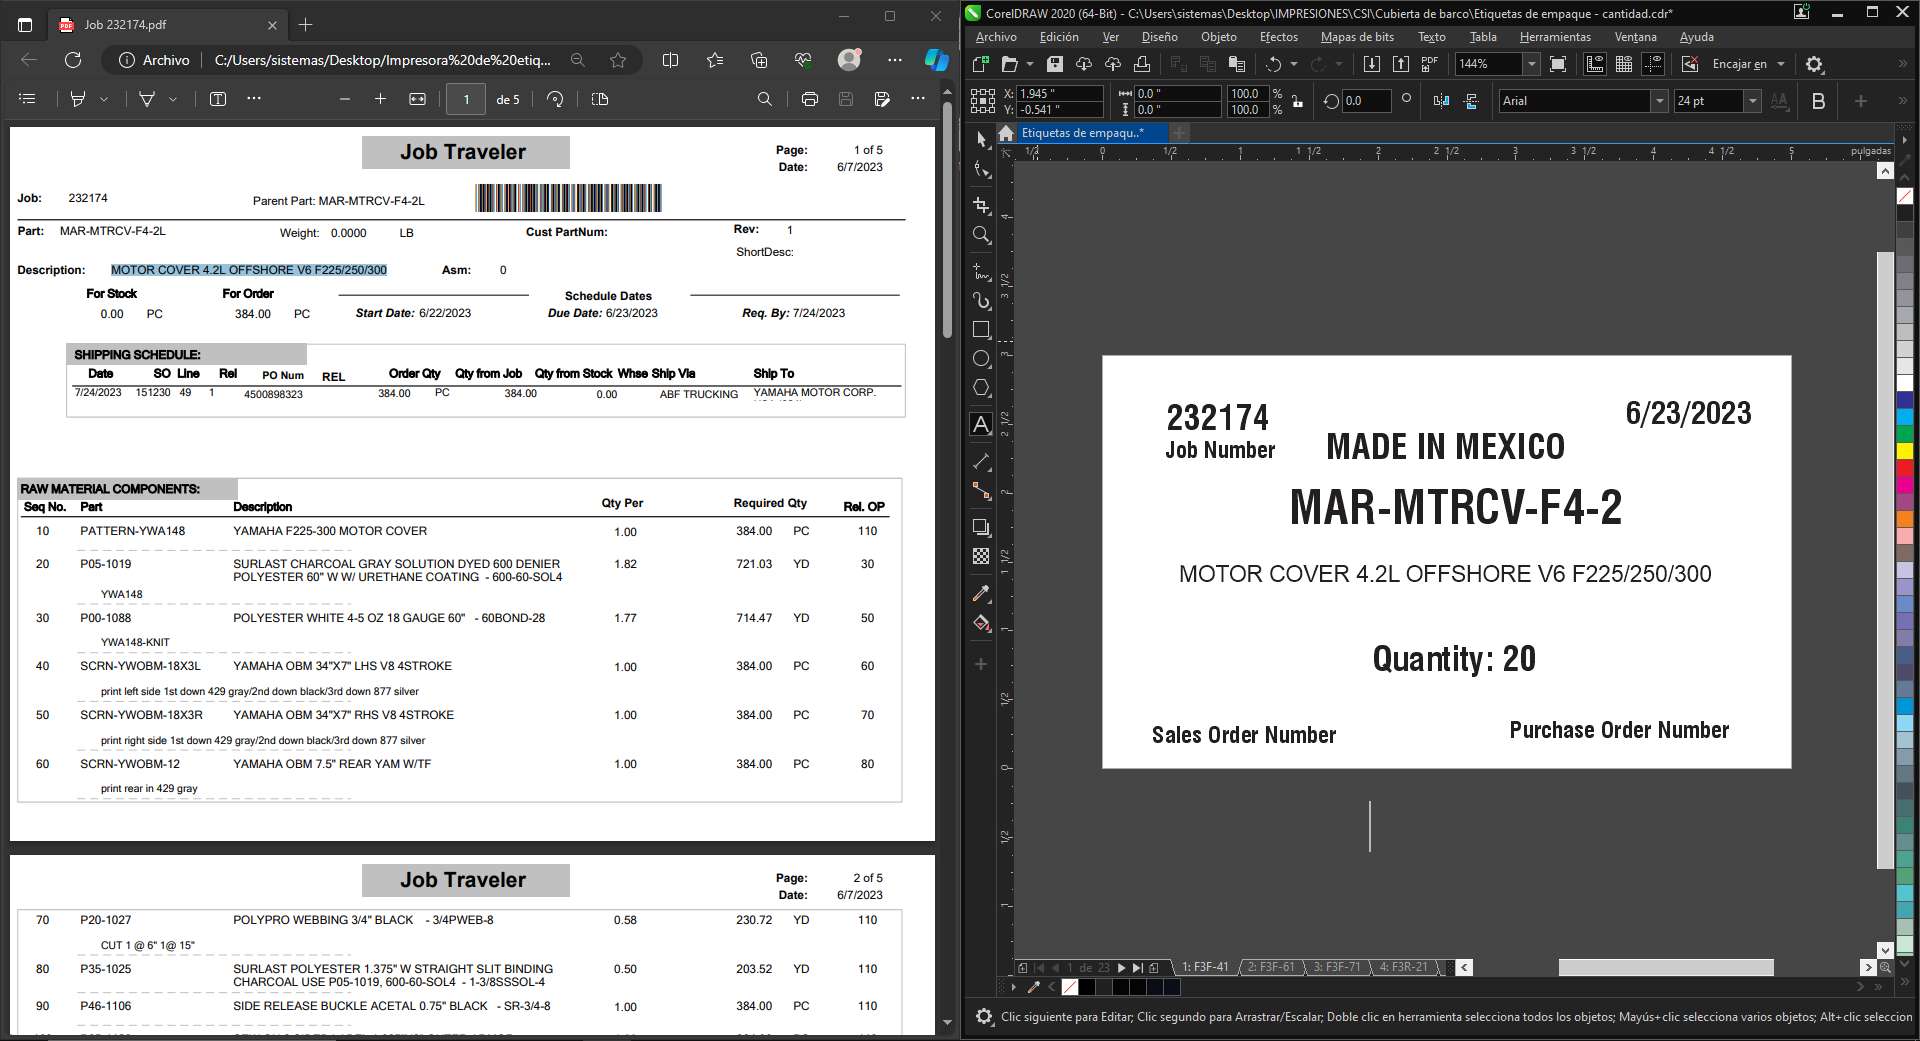 Job 232174.pdf
Archivo C:/Users/sistemas/Desktop/Impresora%20de%20etiq...
1 de 5
Job Traveler
Page: 1 of 5
Date: 6/7/2023
Job: 232174
Parent Part: MAR-MTRCV-F4-2L
Part: MAR-MTRCV-F4-2L
Weight: 0.0000 LB
Cust PartNum:
Rev: 1
ShortDesc:
Description: MOTOR COVER 4.2L OFFSHORE V6 F225/250/300 Asm: 0
For Stock For Order Schedule Dates
0.00 PC 384.00 PC Start Date: 6/22/2023 Due Date: 6/23/2023 Req. By: 7/24/2023
SHIPPING SCHEDULE:
Date SO Line Rel PO Num REL Order Qty Qty from Job Qty from Stock Whse Ship Via Ship To
7/24/2023 151230 49 1 4500898323 384.00 PC 384.00 0.00 ABF TRUCKING YAMAHA MOTOR CORP.
RAW MATERIAL COMPONENTS:
Seq No. Part Description Qty Per Required Qty Rel. OP
10 PATTERN-YWA148 YAMAHA F225-300 MOTOR COVER 1.00 384.00 PC 110
20 P05-1019 SURLAST CHARCOAL GRAY SOLUTION DYED 600 DENIER 1.82 721.03 YD 30
POLYESTER 60" W W/ URETHANE COATING - 600-60-SOL4
YWA148
30 P00-1088 POLYESTER WHITE 4-5 OZ 18 GAUGE 60" - 60BOND-28 1.77 714.47 YD 50
YWA148-KNIT
40 SCRN-YWOBM-18X3L YAMAHA OBM 34"X7" LHS V8 4STROKE 1.00 384.00 PC 60
print left side 1st down 429 gray/2nd down black/3rd down 877 silver
50 SCRN-YWOBM-18X3R YAMAHA OBM 34"X7" RHS V8 4STROKE 1.00 384.00 PC 70
print right side 1st down 429 gray/2nd down black/3rd down 877 silver
60 SCRN-YWOBM-12 YAMAHA OBM 7.5" REAR YAM W/TF 1.00 384.00 PC 80
print rear in 429 gray
Job Traveler
Page: 2 of 5
Date: 6/7/2023
70 P20-1027 POLYPRO WEBBING 3/4" BLACK - 3/4PWEB-8 0.58 230.72 YD 110
CUT 1 @ 6" 1@ 15"
80 P35-1025 SURLAST POLYESTER 1.375" W STRAIGHT SLIT BINDING 0.50 203.52 YD 110
CHARCOAL USE P05-1019, 600-60-SOL4 - 1-3/8SSSOL-4
90 P46-1106 SIDE RELEASE BUCKLE ACETAL 0.75" BLACK - SR-3/4-8 1.00 384.00 PC 110
CorelDRAW 2020 (64-Bit) - C:\Users\sistemas\Desktop\IMPRESIONES\CSI\Cubierta de barco\Etiquetas de empaque - cantidad.cdr*
Archivo Edición Ver Diseño Objeto Efectos Mapas de bits Texto Tabla Herramientas Ventana Ayuda
PDF 144% Encajar en
X: 1.945 " 0.0 " 100.0 % 0.0 Arial 24 pt AA B
Y: -0.541 " 0.0 " 100.0 %
Etiquetas de empaqu..*
1/2 0 1/2 1 1 1/2 2 2 1/2 3 3 1/2 4 4 1/2 5 pulgadas
232174
Job Number
6/23/2023
MADE IN MEXICO
MAR-MTRCV-F4-2
MOTOR COVER 4.2L OFFSHORE V6 F225/250/300
Quantity: 20
Sales Order Number
Purchase Order Number
1 de 23 1: F3F-41 2: F3F-61 3: F3F-71 4: F3R-21
Clic siguiente para Editar; Clic segundo para Arrastrar/Escalar; Doble clic en herramienta selecciona todos los objetos; Mayús+clic selecciona varios objetos; Alt+clic seleccion